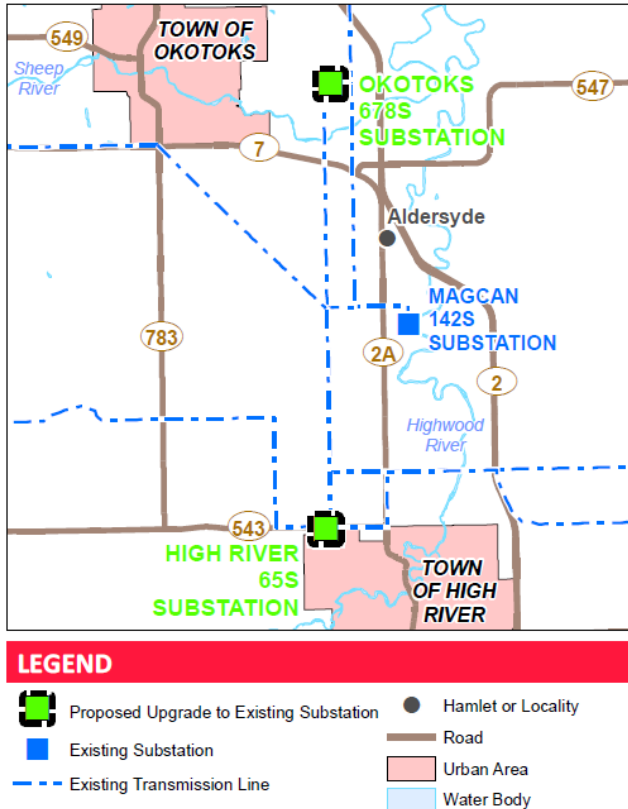 TOWN OF
OKOTOKS
549
Sheep
River
OKOTOKS
678S
SUBSTATION
547
7
Aldersyde
MAGCAN
142S
SUBSTATION
783
2A
2
Highwood
River
543
HIGH RIVER
65S
SUBSTATION
TOWN
OF HIGH
RIVER
LEGEND
Proposed Upgrade to Existing Substation
Existing Substation
Existing Transmission Line
Hamlet or Locality
Road
Urban Area
Water Body